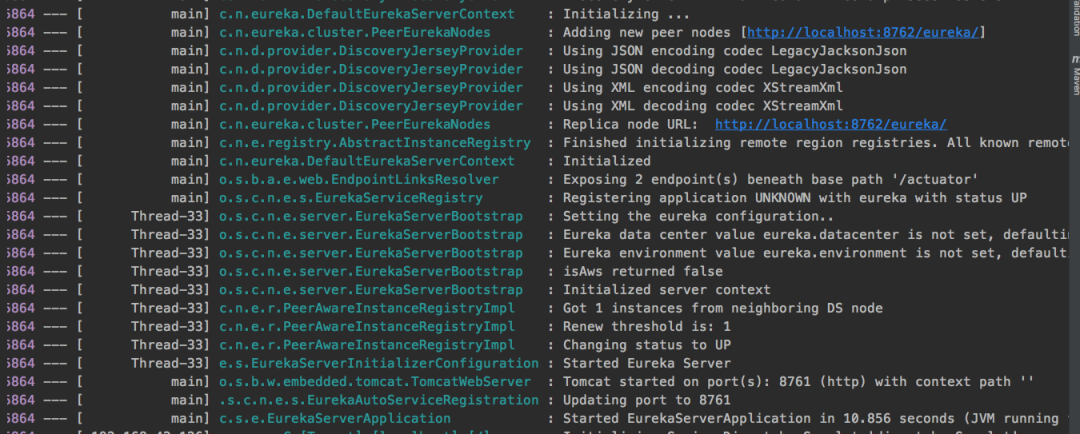 5864 --- [ main] c.n.eureka.DefaultEurekaServerContext : Initializing ...
5864 --- [ main] c.n.eureka.cluster.PeerEurekaNodes : Adding new peer nodes [http://localhost:8762/eureka/]
5864 --- [ main] c.n.d.provider.DiscoveryJerseyProvider : Using JSON encoding codec LegacyJacksonJson
5864 --- [ main] c.n.d.provider.DiscoveryJerseyProvider : Using JSON decoding codec LegacyJacksonJson
5864 --- [ main] c.n.d.provider.DiscoveryJerseyProvider : Using XML encoding codec XStreamXml
5864 --- [ main] c.n.d.provider.DiscoveryJerseyProvider : Using XML decoding codec XStreamXml
5864 --- [ main] c.n.eureka.cluster.PeerEurekaNodes : Replica node URL: http://localhost:8762/eureka/
5864 --- [ main] c.n.e.registry.AbstractInstanceRegistry : Finished initializing remote region registries. All known remot
5864 --- [ main] c.n.eureka.DefaultEurekaServerContext : Initialized
5864 --- [ main] o.s.b.a.e.web.EndpointLinksResolver : Exposing 2 endpoint(s) beneath base path '/actuator'
5864 --- [ main] o.s.c.n.e.s.EurekaServiceRegistry : Registering application UNKNOWN with eureka with status UP
5864 --- [ Thread-33] o.s.c.n.e.server.EurekaServerBootstrap : Setting the eureka configuration..
5864 --- [ Thread-33] o.s.c.n.e.server.EurekaServerBootstrap : Eureka data center value eureka.datacenter is not set, defaulti
5864 --- [ Thread-33] o.s.c.n.e.server.EurekaServerBootstrap : Eureka environment value eureka.environment is not set, defaulti
5864 --- [ Thread-33] o.s.c.n.e.server.EurekaServerBootstrap : isAws returned false
5864 --- [ Thread-33] o.s.c.n.e.server.EurekaServerBootstrap : Initialized server context
5864 --- [ Thread-33] c.n.e.r.PeerAwareInstanceRegistryImpl : Got 1 instances from neighboring DS node
5864 --- [ Thread-33] c.n.e.r.PeerAwareInstanceRegistryImpl : Renew threshold is: 1
5864 --- [ Thread-33] c.n.e.r.PeerAwareInstanceRegistryImpl : Changing status to UP
5864 --- [ Thread-33] e.s.EurekaServerInitializerConfiguration : Started Eureka Server
5864 --- [ main] o.s.b.w.embedded.tomcat.TomcatWebServer : Tomcat started on port(s): 8761 (http) with context path ''
5864 --- [ main] .s.c.n.e.s.EurekaAutoServiceRegistration : Updating port to 8761
5864 --- [ main] c.s.e.EurekaServerApplication : Started EurekaServerApplication in 10.856 seconds (JVM running
Maven